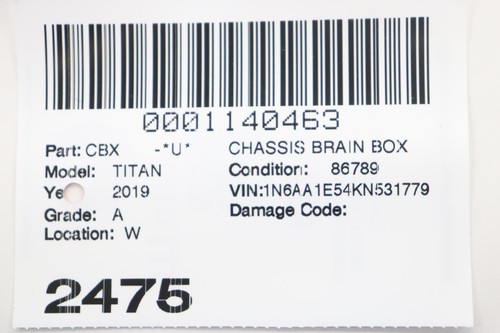 0001140463
Part: CBX -*U* CHASSIS BRAIN BOX
Model: TITAN Condition: 86789
Ye 2019 VIN:1N6AA1E54KN531779
Grade: A Damage Code:
Location: W
2475